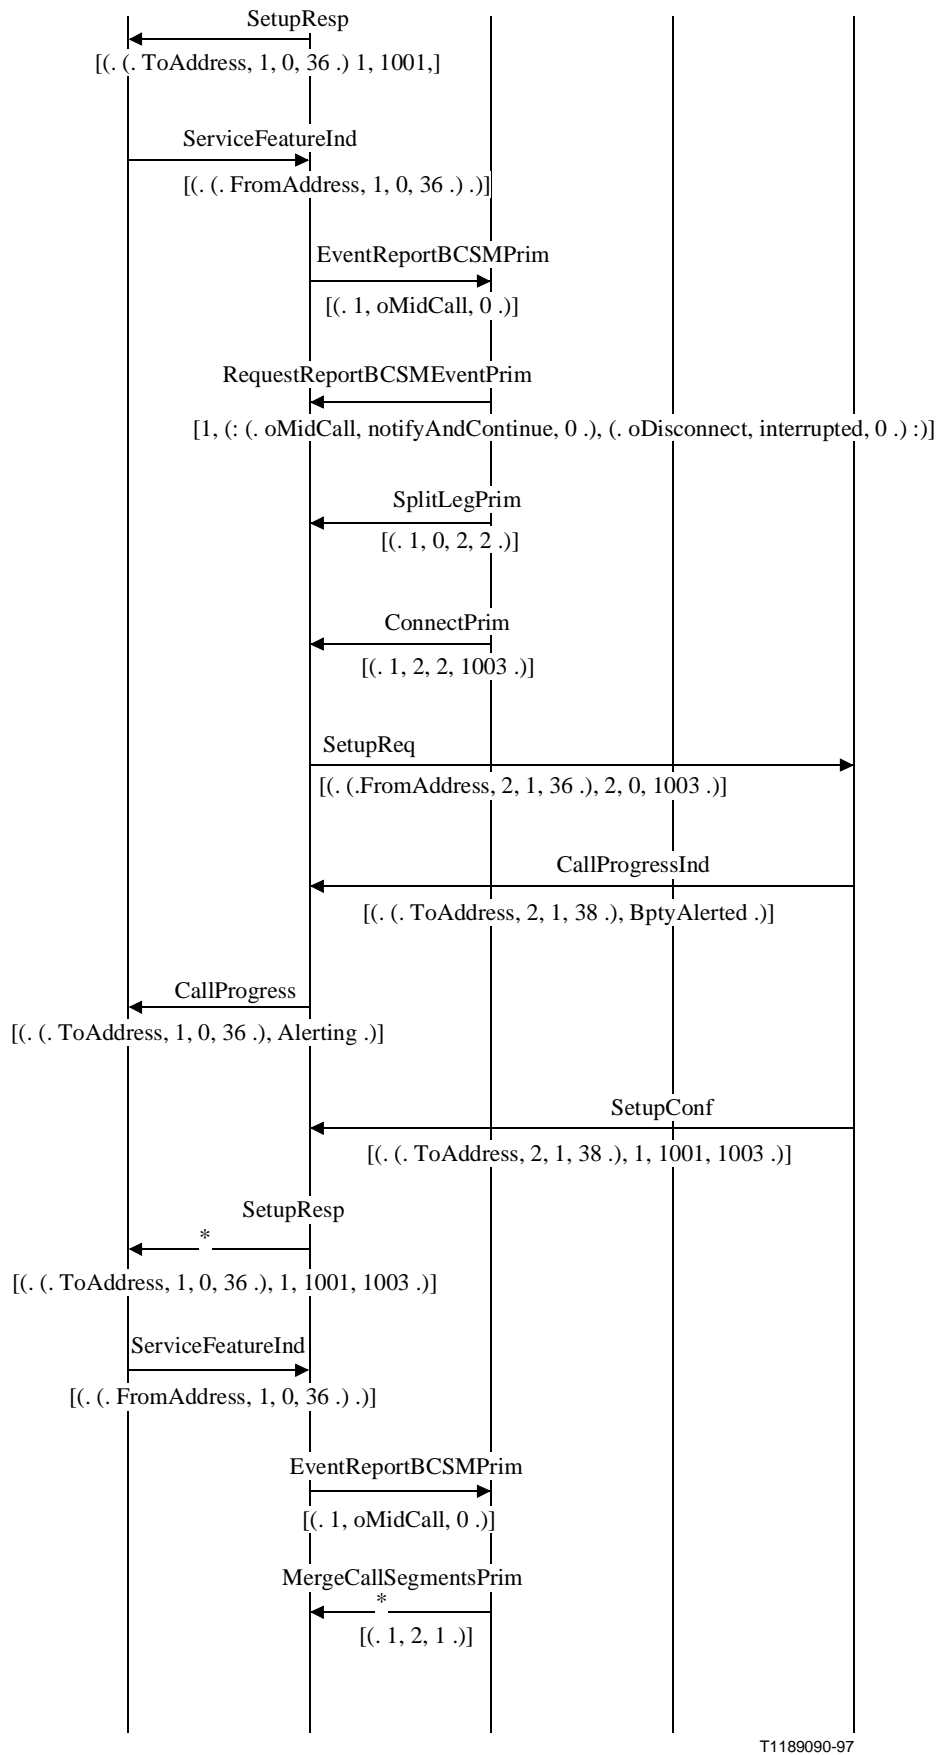 SetupResp
[(. (. ToAddress, 1, 0, 36 .) 1, 1001,]
ServiceFeatureInd
[(. (. FromAddress, 1, 0, 36 .) .)]
EventReportBCSMPrim
[(. 1, oMidCall, 0 .)]
RequestReportBCSMEventPrim
[1, (: (. oMidCall, notifyAndContinue, 0 .), (. oDisconnect, interrupted, 0 .) :)]
SplitLegPrim
[(. 1, 0, 2, 2 .)]
ConnectPrim
[(. 1, 2, 2, 1003 .)]
SetupReq
[(. (.FromAddress, 2, 1, 36 .), 2, 0, 1003 .)]
CallProgressInd
[(. (. ToAddress, 2, 1, 38 .), BptyAlerted .)]
CallProgress
[(. (. ToAddress, 1, 0, 36 .), Alerting .)]
SetupConf
[(. (. ToAddress, 2, 1, 38 .), 1, 1001, 1003 .)]
SetupResp
*
[(. (. ToAddress, 1, 0, 36 .), 1, 1001, 1003 .)]
ServiceFeatureInd
[(. (. FromAddress, 1, 0, 36 .) .)]
EventReportBCSMPrim
[(. 1, oMidCall, 0 .)]
MergeCallSegmentsPrim
*
[(. 1, 2, 1 .)]
T1189090-97